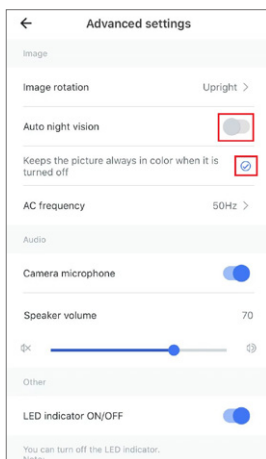 Advanced settings
Image
Image rotation Upright >
Auto night vision
Keeps the picture always in color when it is
turned off
AC frequency 50Hz >
Audio
Camera microphone
Speaker volume 70
Other
LED indicator ON/OFF
You can turn off the LED indicator.
Note: